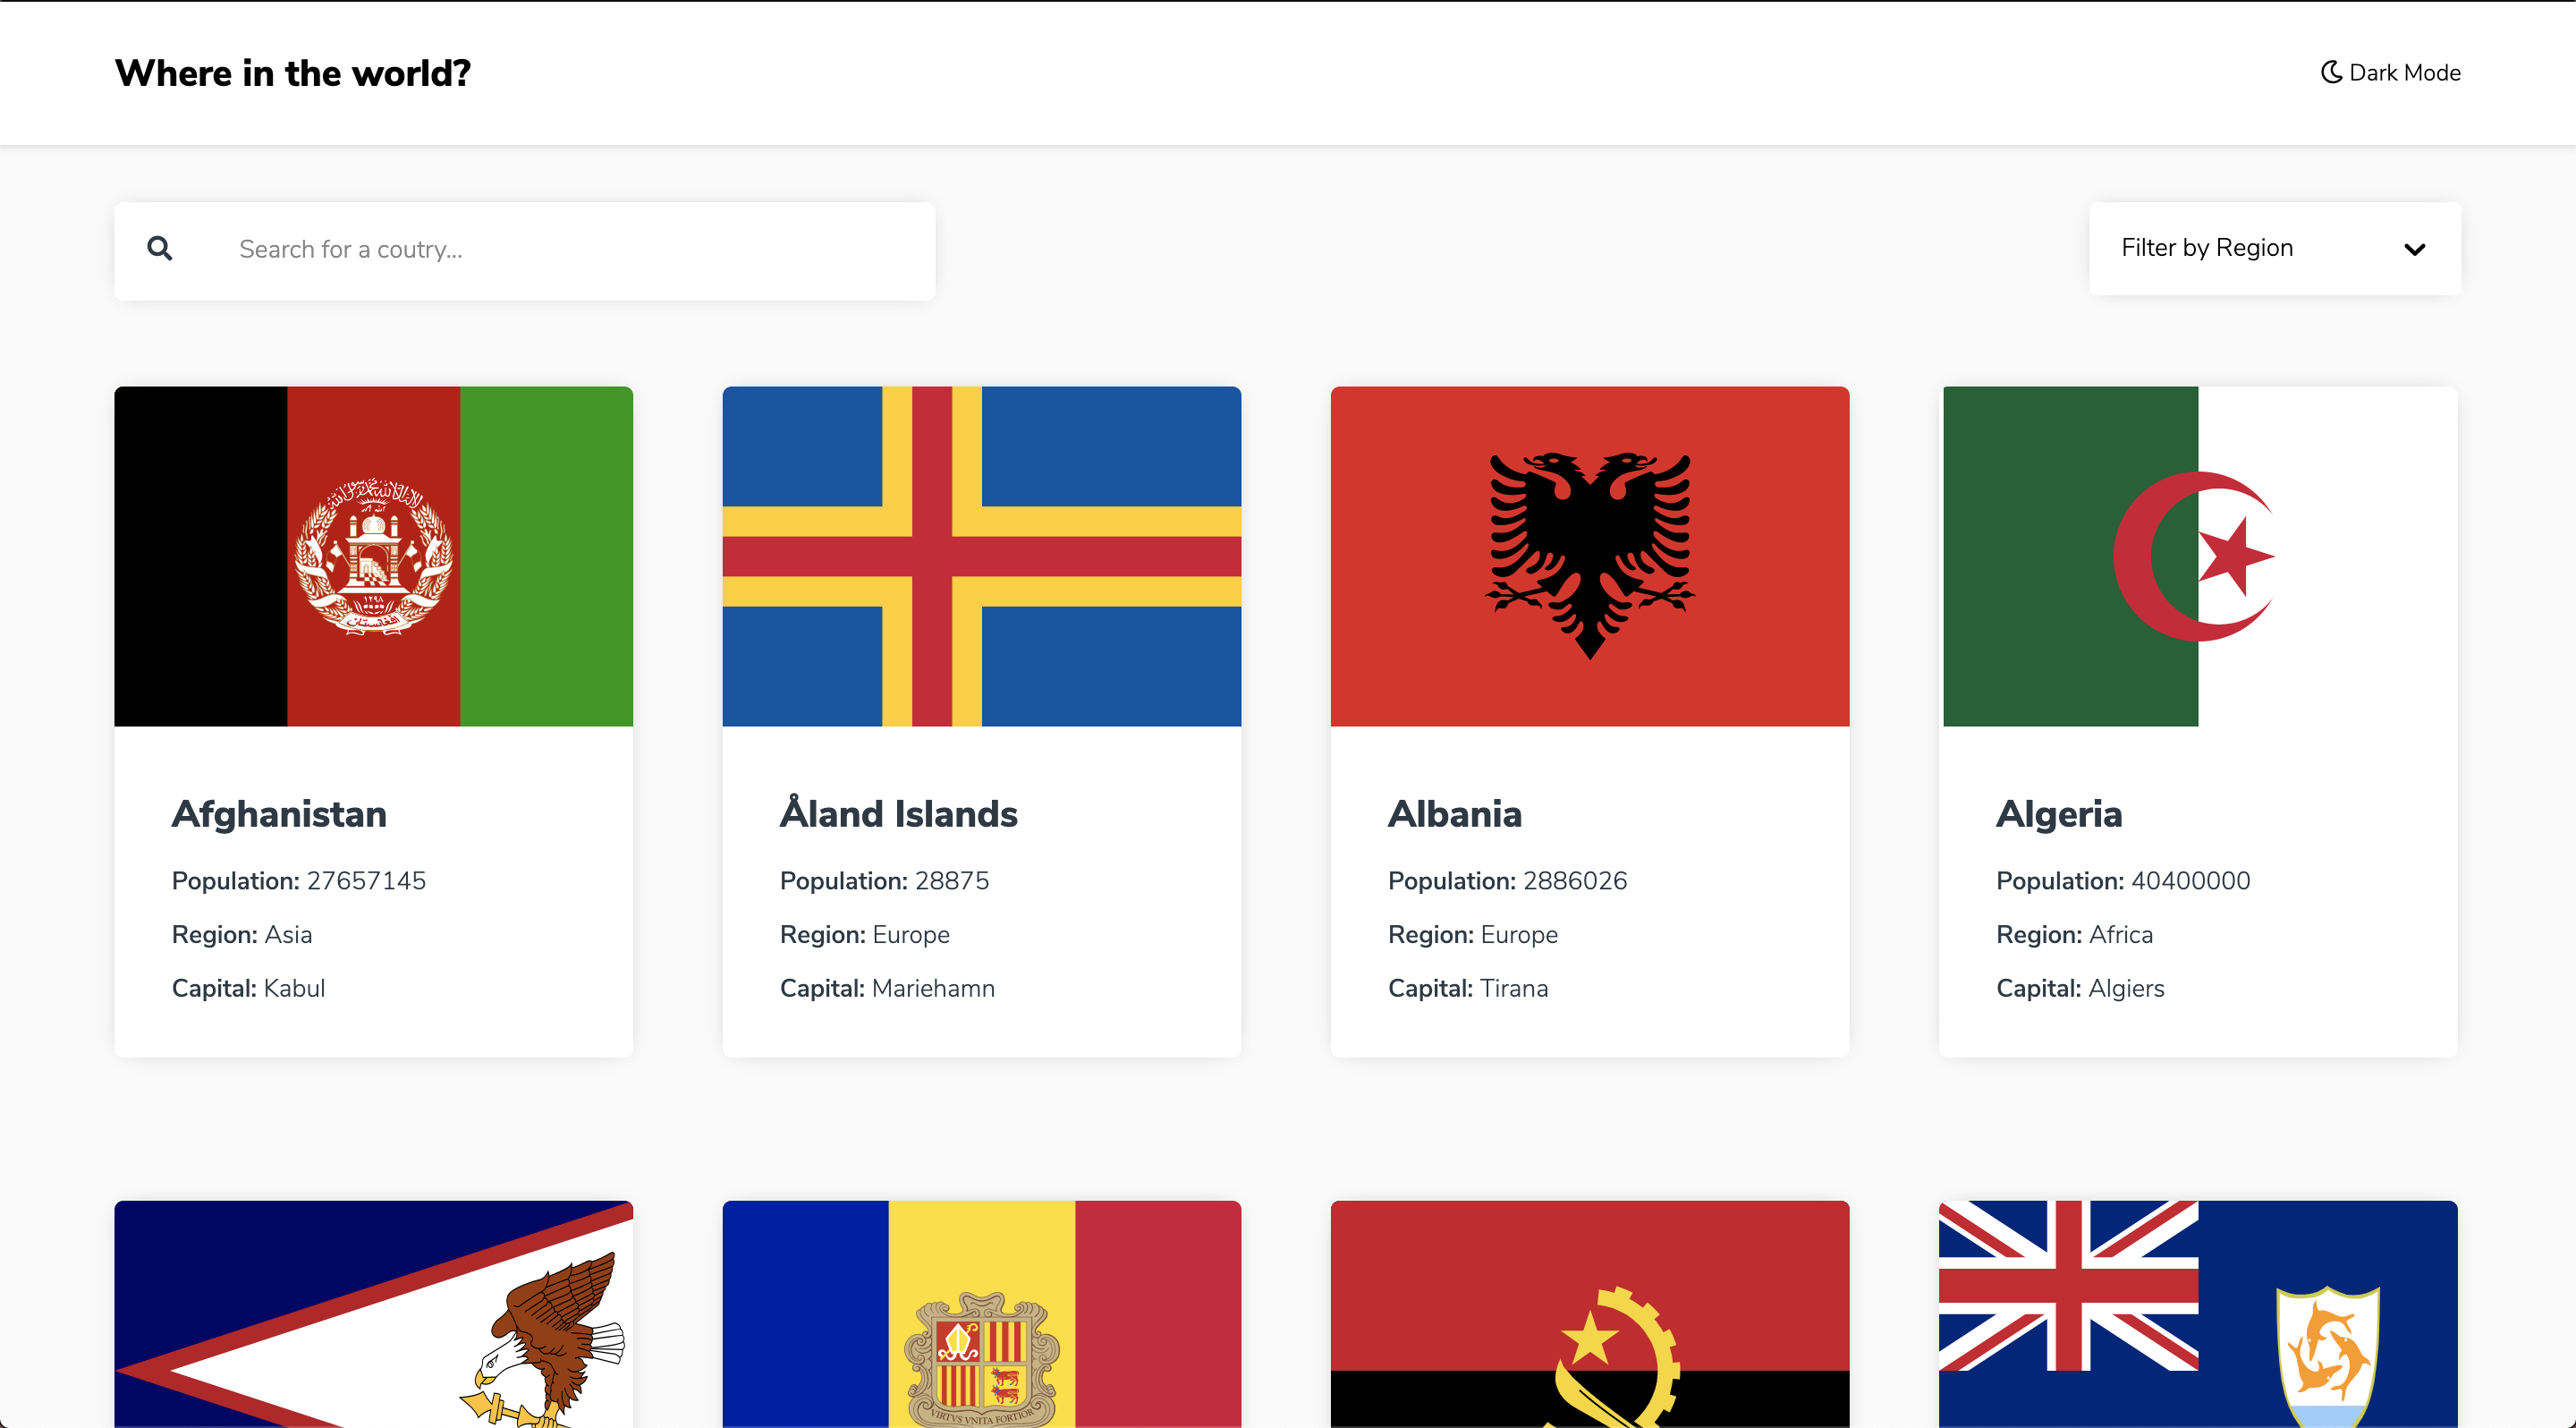 Where in the world?
Dark Mode
Search for a coutry...
Filter by Region
Afghanistan
Population: 27657145
Region: Asia
Capital: Kabul
Åland Islands
Population: 28875
Region: Europe
Capital: Mariehamn
Albania
Population: 2886026
Region: Europe
Capital: Tirana
Algeria
Population: 40400000
Region: Africa
Capital: Algiers
VIRTVS VNITA FORTIOR